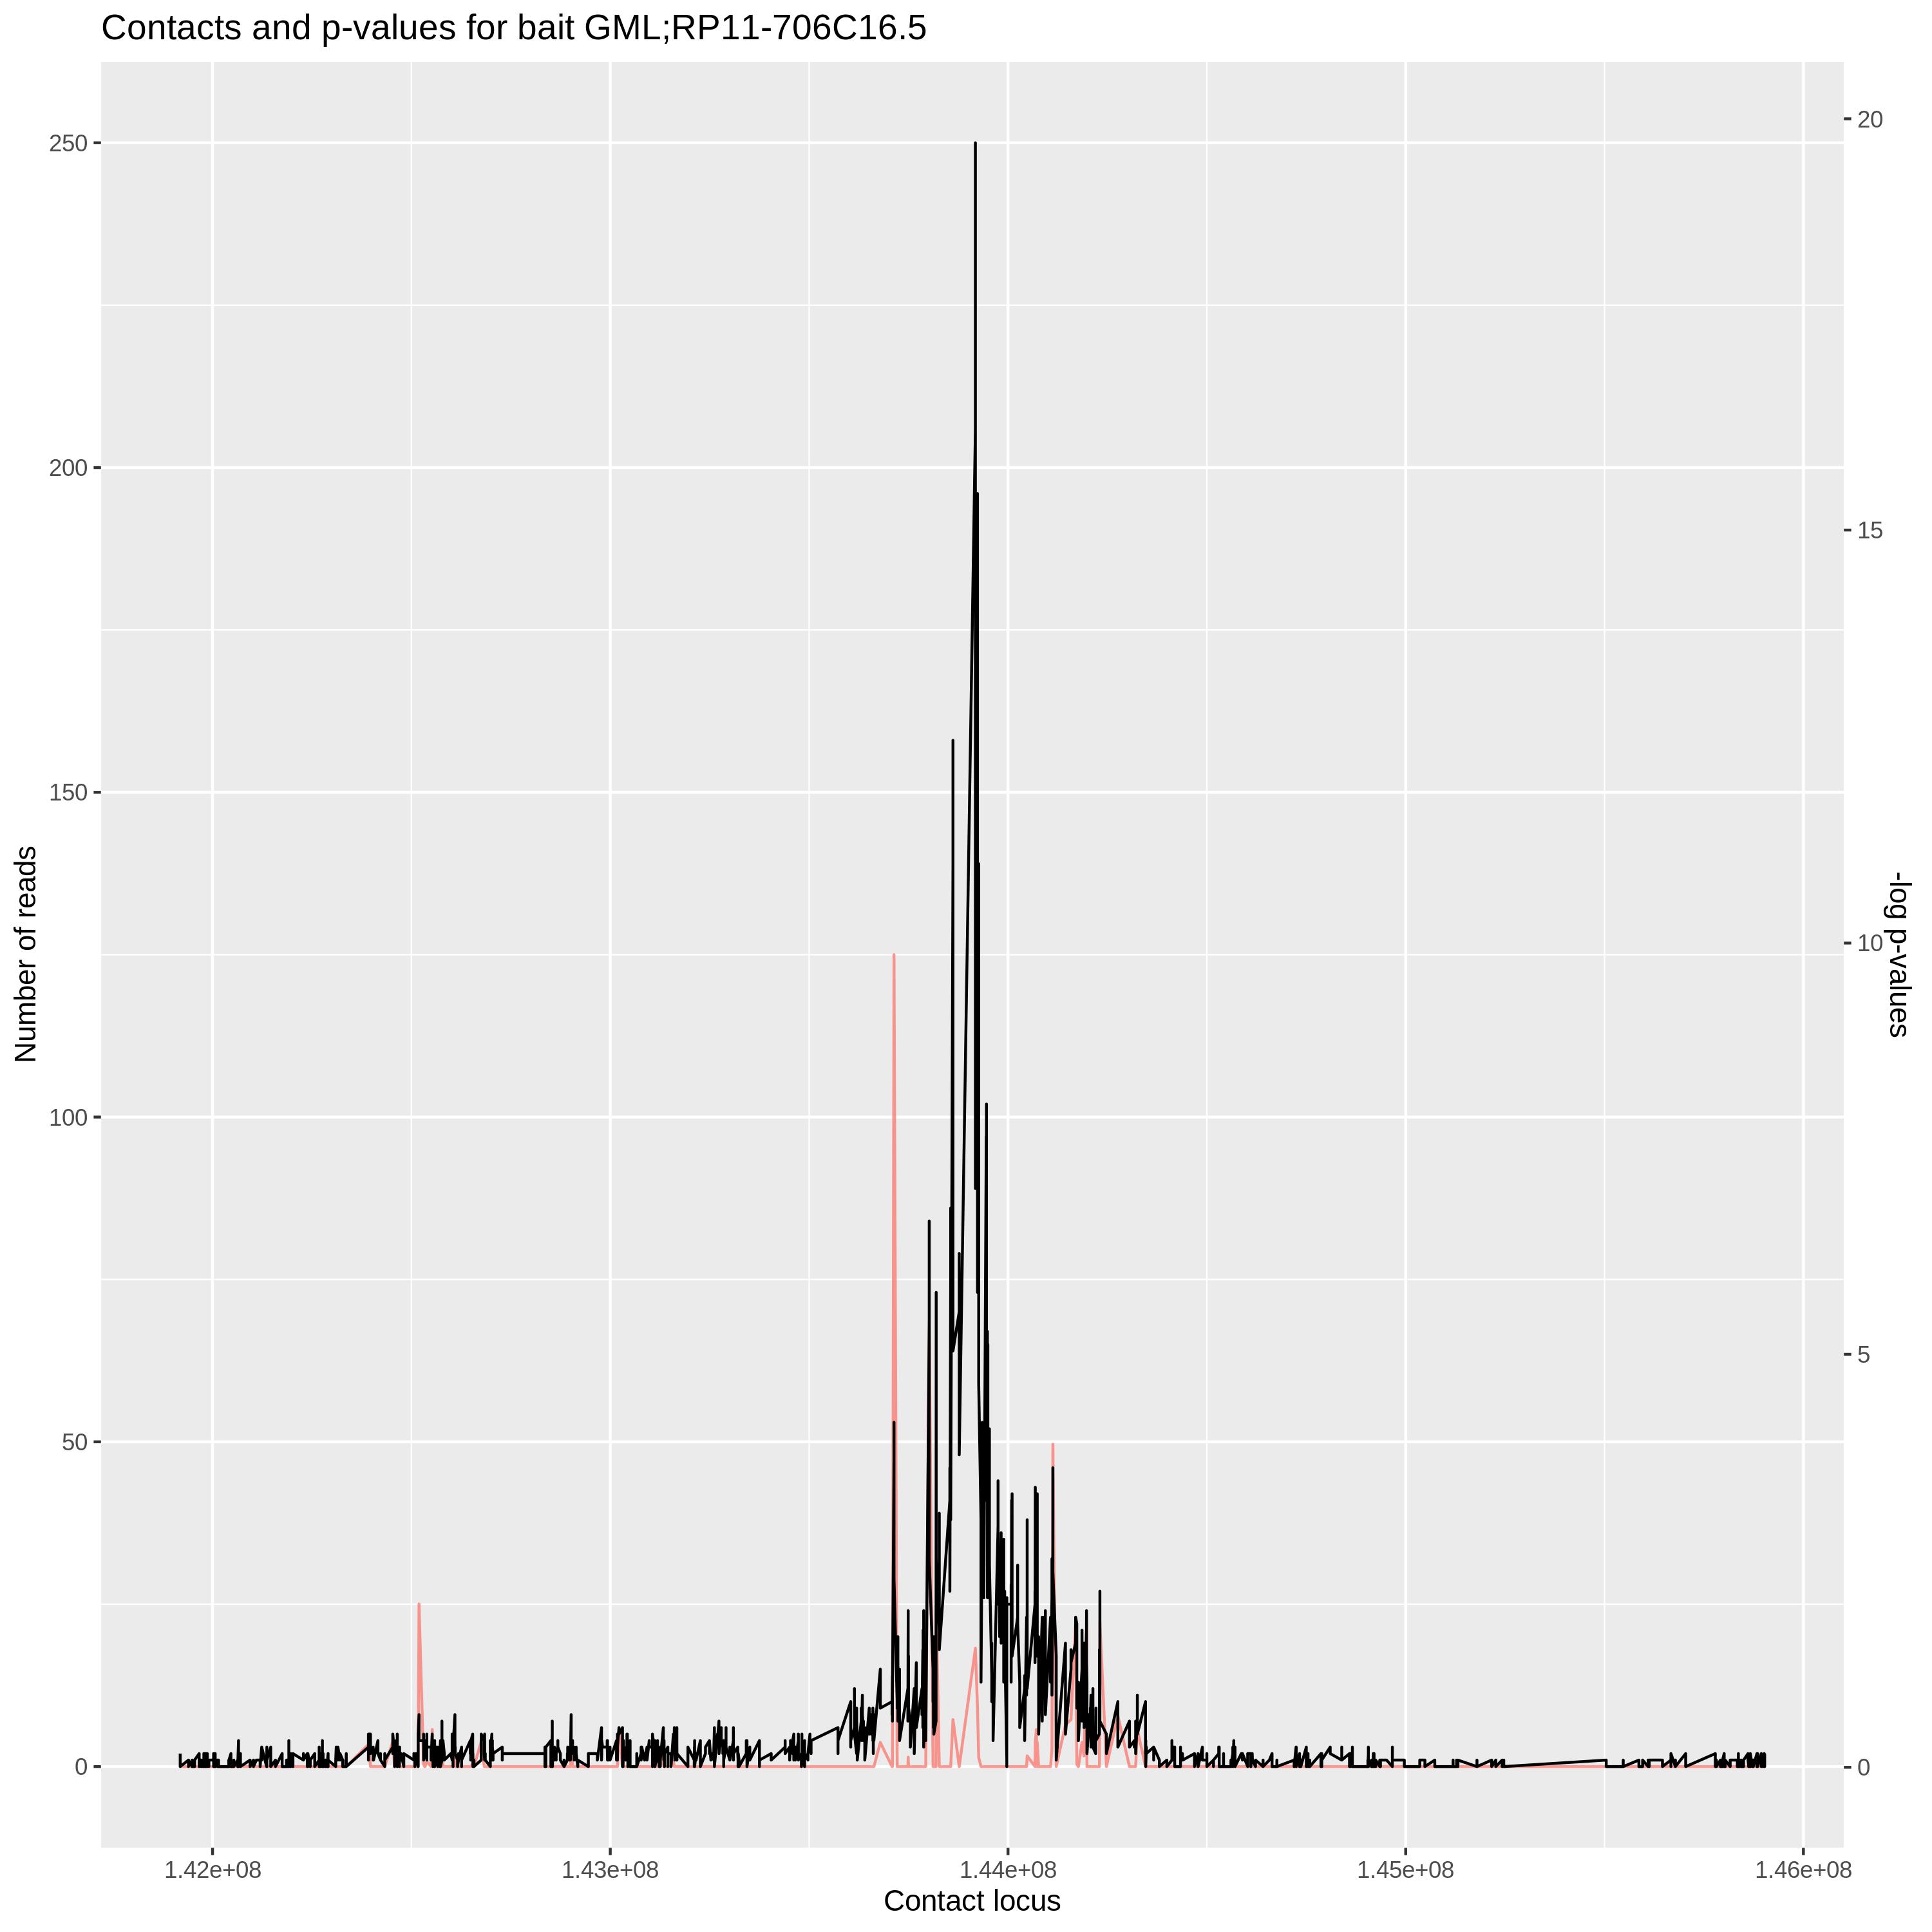 Contacts and p-values for bait GML;RP11-706C16.5
250
200
150
100
50
0
Number of reads
20
15
10
5
0
-log p-values
1.42e+08
1.43e+08
1.44e+08
1.45e+08
1.46e+08
Contact locus